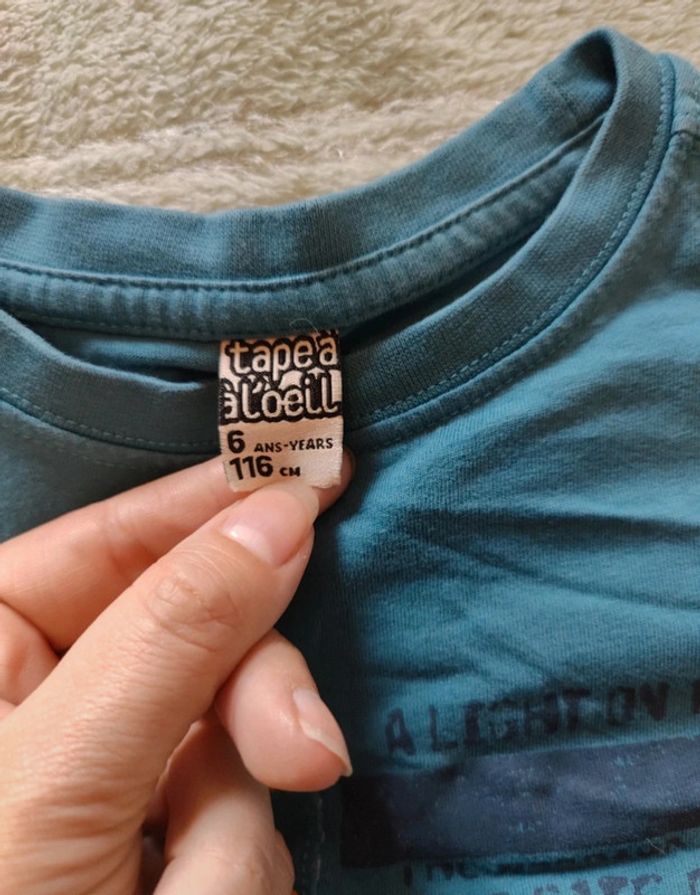 tape à
à l'oeil
6 ANS-YEARS
116 CM
A LIGHT ON